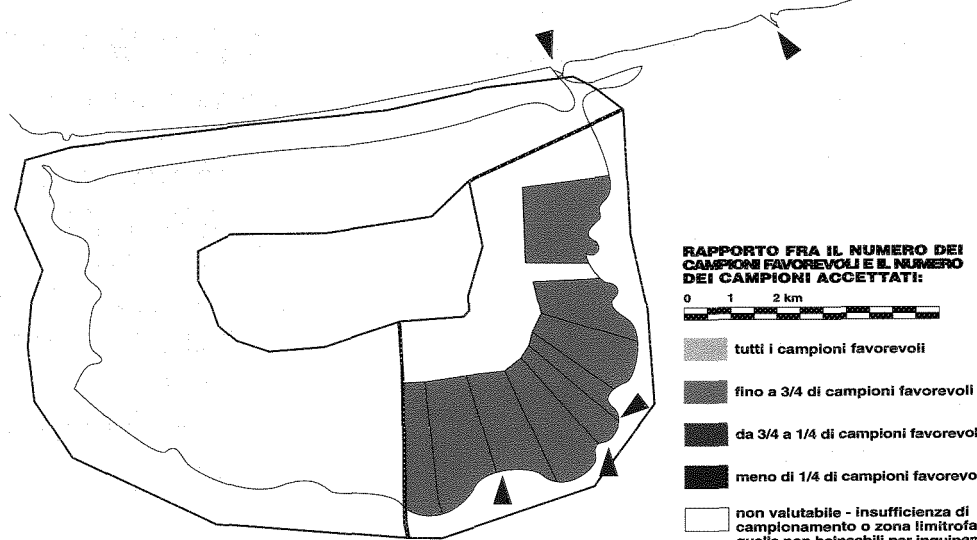 RAPPORTO FRA IL NUMERO DEI
CAMPIONI FAVOREVOLI E IL NUMERO
DEI CAMPIONI ACCETTATI:
0 1 2 km
tutti i campioni favorevoli
fino a 3/4 di campioni favorevoli
da 3/4 a 1/4 di campioni favorevol
meno di 1/4 di campioni favorevo
non valutabile - insufficienza di
campionamento o zona limitrofa